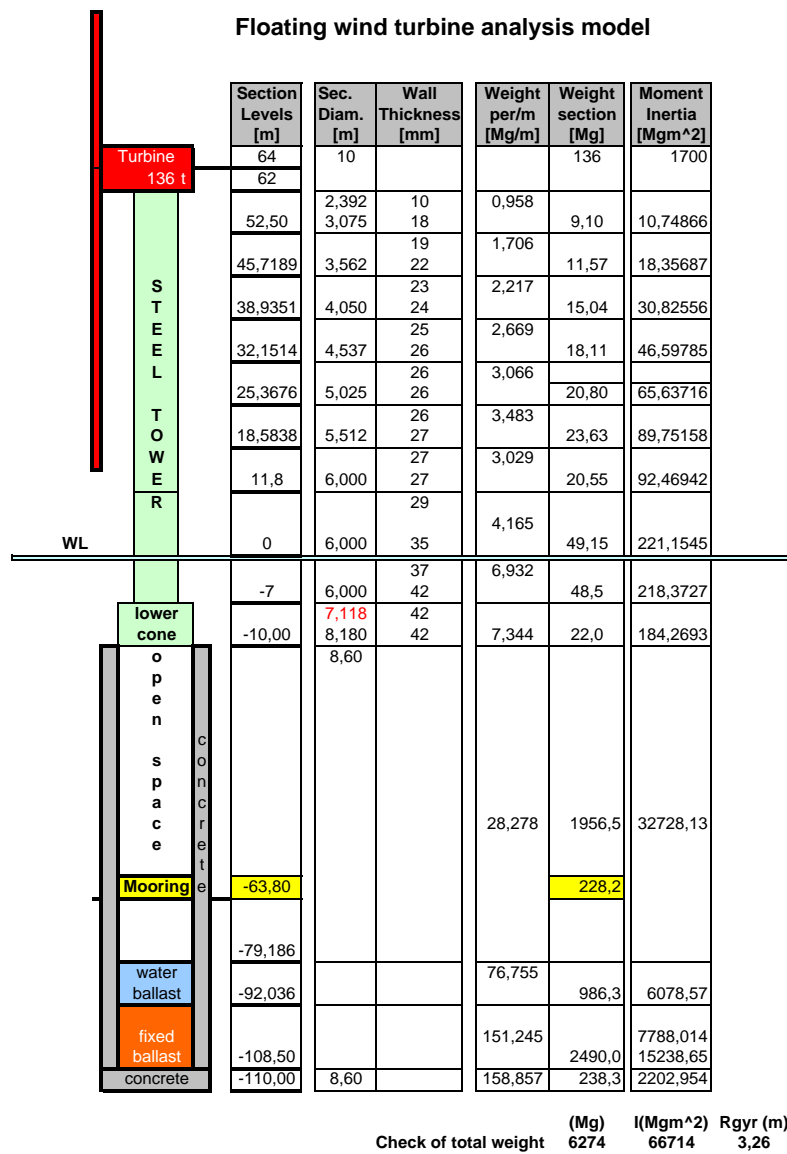 Floating wind turbine analysis model
Section Sec. Wall Weight Weight Moment
Levels Diam. Thickness per/m section Inertia
[m] [m] [mm] [Mg/m] [Mg] [Mgm^2]
Turbine 64 10 136 1700
136 t 62
2,392 10 0,958
52,50 3,075 18 9,10 10,74866
19 1,706
45,7189 3,562 22 11,57 18,35687
S 23 2,217
T 38,9351 4,050 24 15,04 30,82556
E 25 2,669
E 32,1514 4,537 26 18,11 46,59785
L 26 3,066
25,3676 5,025 26 20,80 65,63716
T 26 3,483
O 18,5838 5,512 27 23,63 89,75158
W 27 3,029
E 11,8 6,000 27 20,55 92,46942
R 29
4,165
WL 0 6,000 35 49,15 221,1545
37 6,932
-7 6,000 42 48,5 218,3727
lower 7,118 42
cone -10,00 8,180 42 7,344 22,0 184,2693
o 8,60
p
e
n
c
s o
p n
a c
c r 28,278 1956,5 32728,13
e e
t
Mooring e -63,80 228,2
-79,186
water 76,755
ballast -92,036 986,3 6078,57
fixed 151,245 7788,014
ballast -108,50 2490,0 15238,65
concrete -110,00 8,60 158,857 238,3 2202,954
(Mg) I(Mgm^2) Rgyr (m)
Check of total weight 6274 66714 3,26